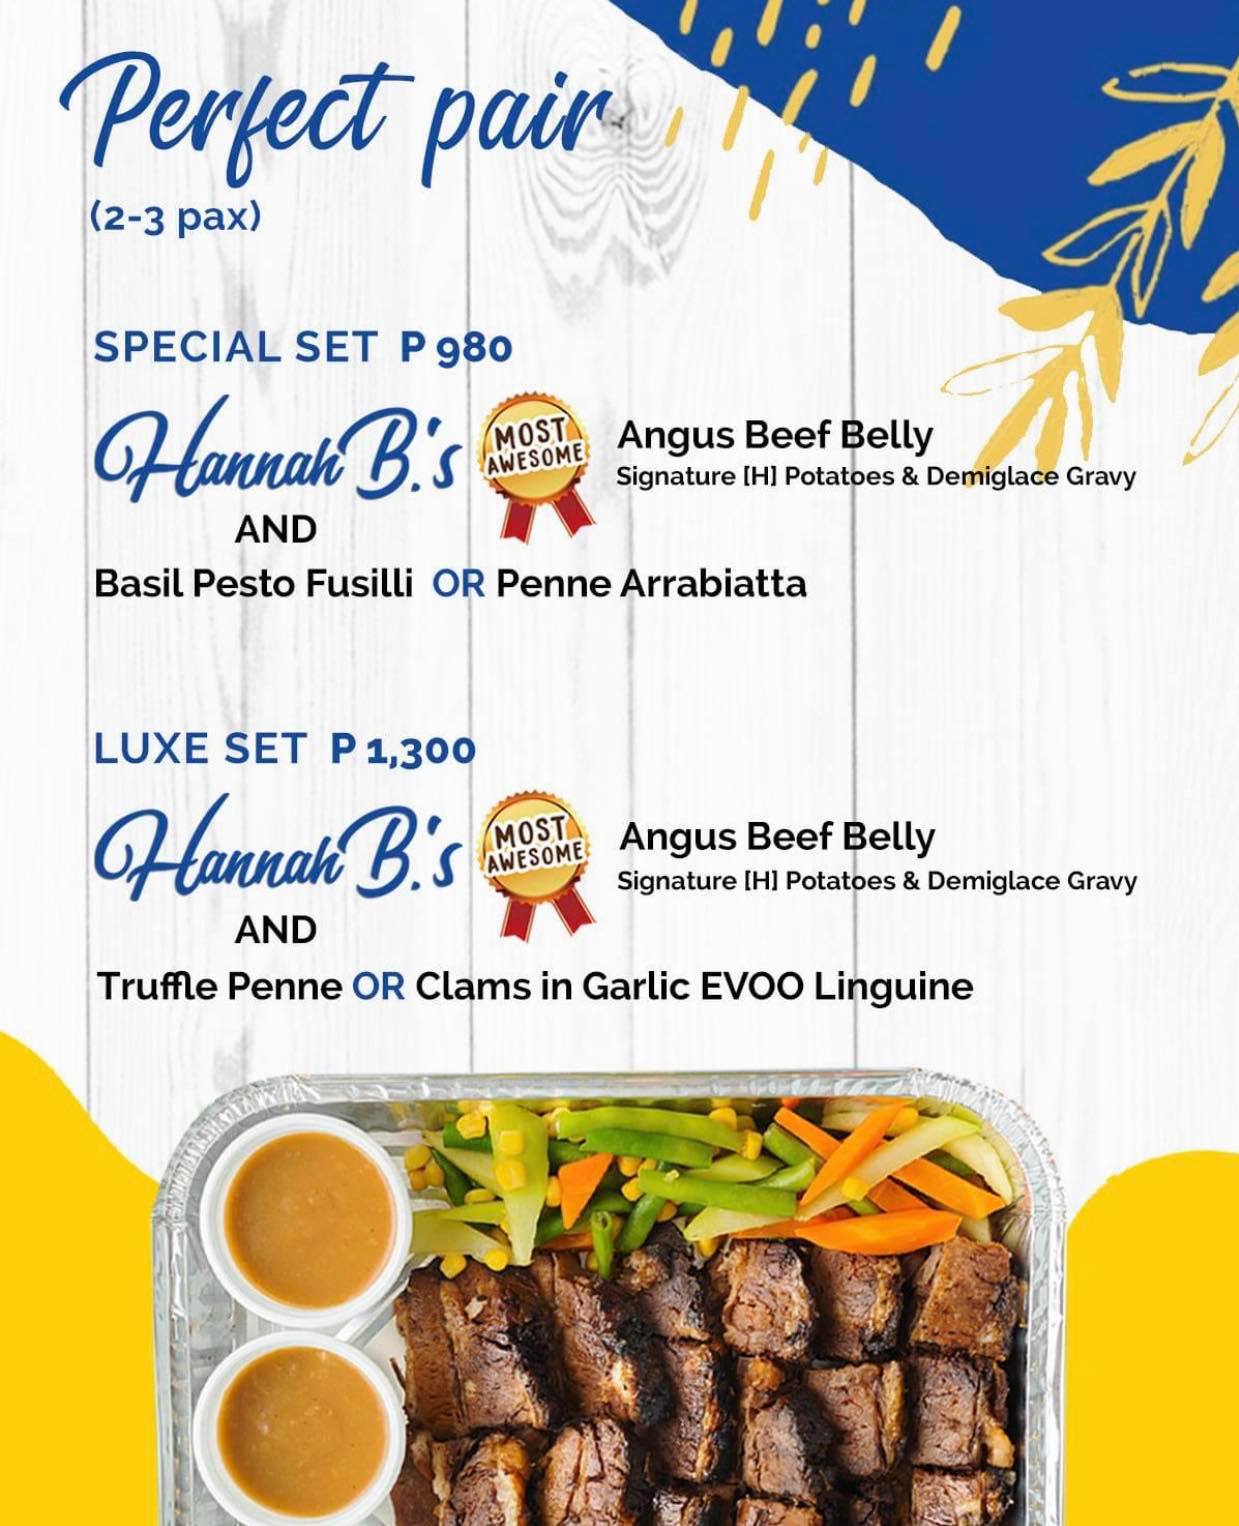 Perfect pair
(2-3 pax)
SPECIAL SET P 980
Hannah B.'s
MOST
AWESOME
Angus Beef Belly
Signature [H] Potatoes & Demiglace Gravy
AND
Basil Pesto Fusilli OR Penne Arrabiatta
LUXE SET P 1,300
Hannah B.'s
MOST
AWESOME
Angus Beef Belly
Signature [H] Potatoes & Demiglace Gravy
AND
Truffle Penne OR Clams in Garlic EVOO Linguine